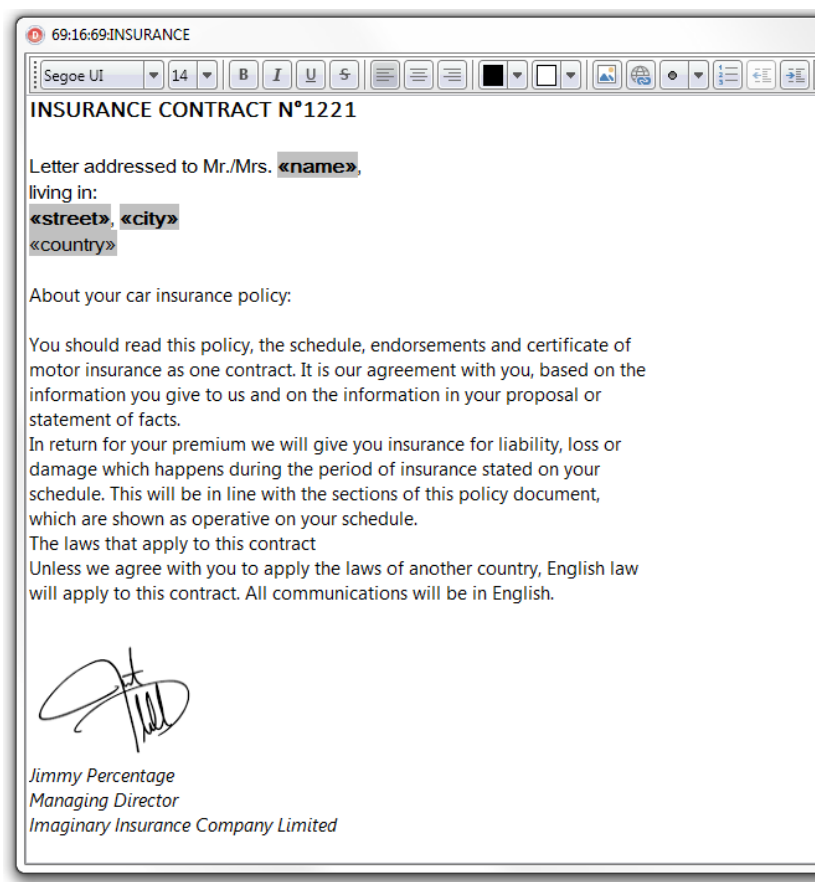 69:16:69:INSURANCE
Segoe UI 14 B I U S
INSURANCE CONTRACT N°1221
Letter addressed to Mr./Mrs. «name»,
living in:
«street», «city»
«country»
About your car insurance policy:
You should read this policy, the schedule, endorsements and certificate of
motor insurance as one contract. It is our agreement with you, based on the
information you give to us and on the information in your proposal or
statement of facts.
In return for your premium we will give you insurance for liability, loss or
damage which happens during the period of insurance stated on your
schedule. This will be in line with the sections of this policy document,
which are shown as operative on your schedule.
The laws that apply to this contract
Unless we agree with you to apply the laws of another country, English law
will apply to this contract. All communications will be in English.
Jimmy Percentage
Managing Director
Imaginary Insurance Company Limited